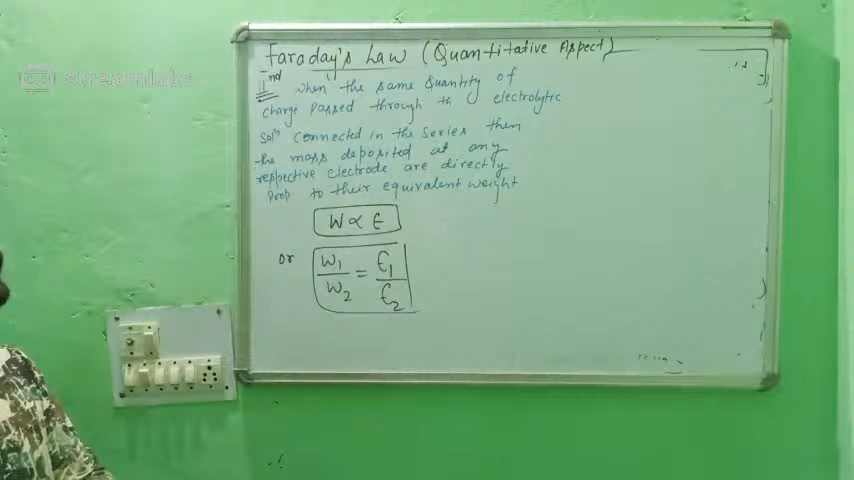 streamlabs
Faraday's Law (Quantitative Aspect)
IInd when the same Quantity of
charge passed through th electrolytic
Solⁿ connected in the series then
the mass deposited at any
reppective electrode are directly
Prop. to their equivalent weight
W ∝ E
or W₁/W₂ = E₁/E₂